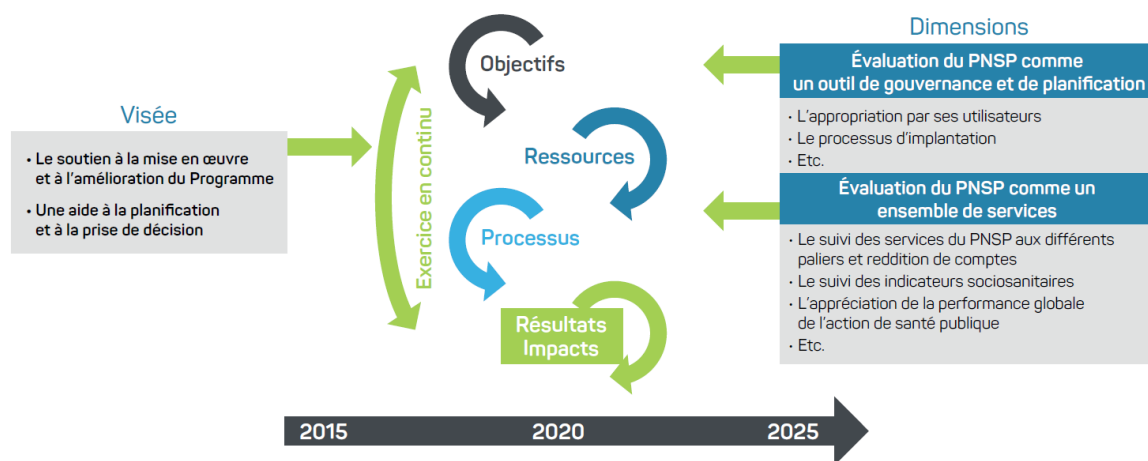 Visée
• Le soutien à la mise en œuvre
et à l'amélioration du Programme
• Une aide à la planification
et à la prise de décision
Exercice en continu
Objectifs
Ressources
Processus
Résultats
Impacts
Dimensions
Évaluation du PNSP comme
un outil de gouvernance et de planification
• L'appropriation par ses utilisateurs
• Le processus d'implantation
• Etc.
Évaluation du PNSP comme un
ensemble de services
• Le suivi des services du PNSP aux différents
paliers et reddition de comptes
• Le suivi des indicateurs sociosanitaires
• L'appréciation de la performance globale
de l'action de santé publique
• Etc.
2015 2020 2025